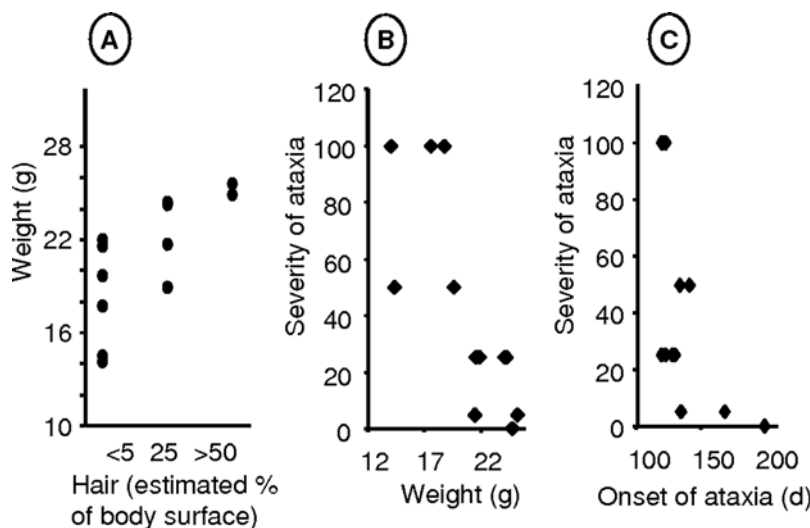 A
Weight (g)
28
22
16
10
<5 25 >50
Hair (estimated %
of body surface)
B
Severity of ataxia
120
100
80
60
40
20
0
12 17 22
Weight (g)
C
Severity of ataxia
120
100
80
60
40
20
0
100 150 200
Onset of ataxia (d)